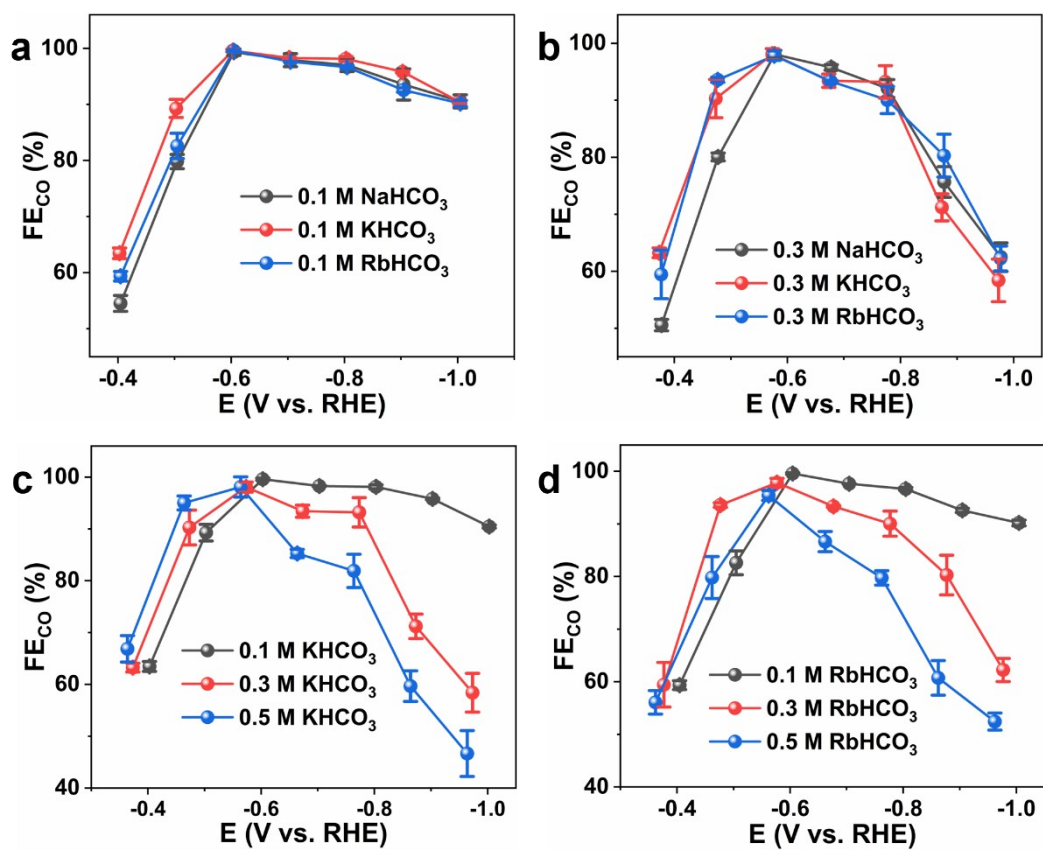 a
FE_CO (%)
100
80
60
0.1 M NaHCO₃
0.1 M KHCO₃
0.1 M RbHCO₃
-0.4 -0.6 -0.8 -1.0
E (V vs. RHE)
b
FE_CO (%)
100
80
60
0.3 M NaHCO₃
0.3 M KHCO₃
0.3 M RbHCO₃
-0.4 -0.6 -0.8 -1.0
E (V vs. RHE)
c
FE_CO (%)
100
80
60
40
0.1 M KHCO₃
0.3 M KHCO₃
0.5 M KHCO₃
-0.4 -0.6 -0.8 -1.0
E (V vs. RHE)
d
FE_CO (%)
100
80
60
40
0.1 M RbHCO₃
0.3 M RbHCO₃
0.5 M RbHCO₃
-0.4 -0.6 -0.8 -1.0
E (V vs. RHE)